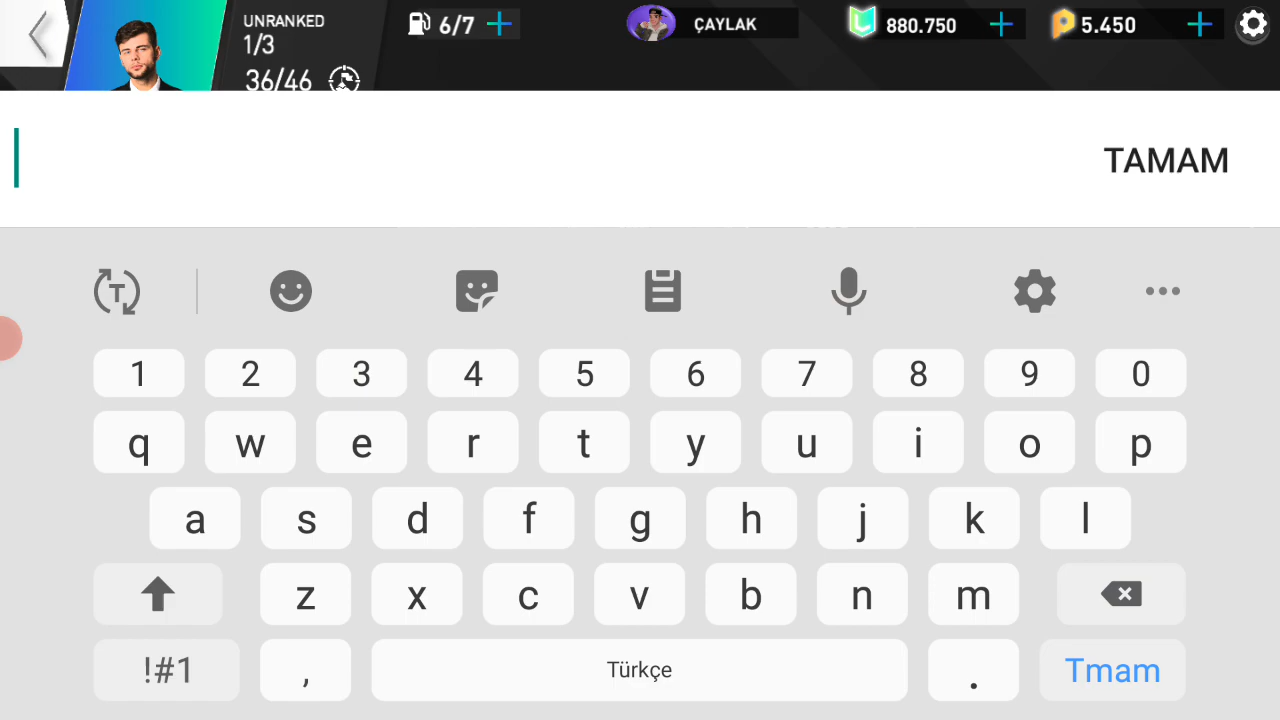 UNRANKED
1/3
36/46
6/7
ÇAYLAK
880.750
5.450
TAMAM
T
1 2 3 4 5 6 7 8 9 0
q w e r t y u i o p
a s d f g h j k l
z x c v b n m
!#1 , Türkçe . Tmam